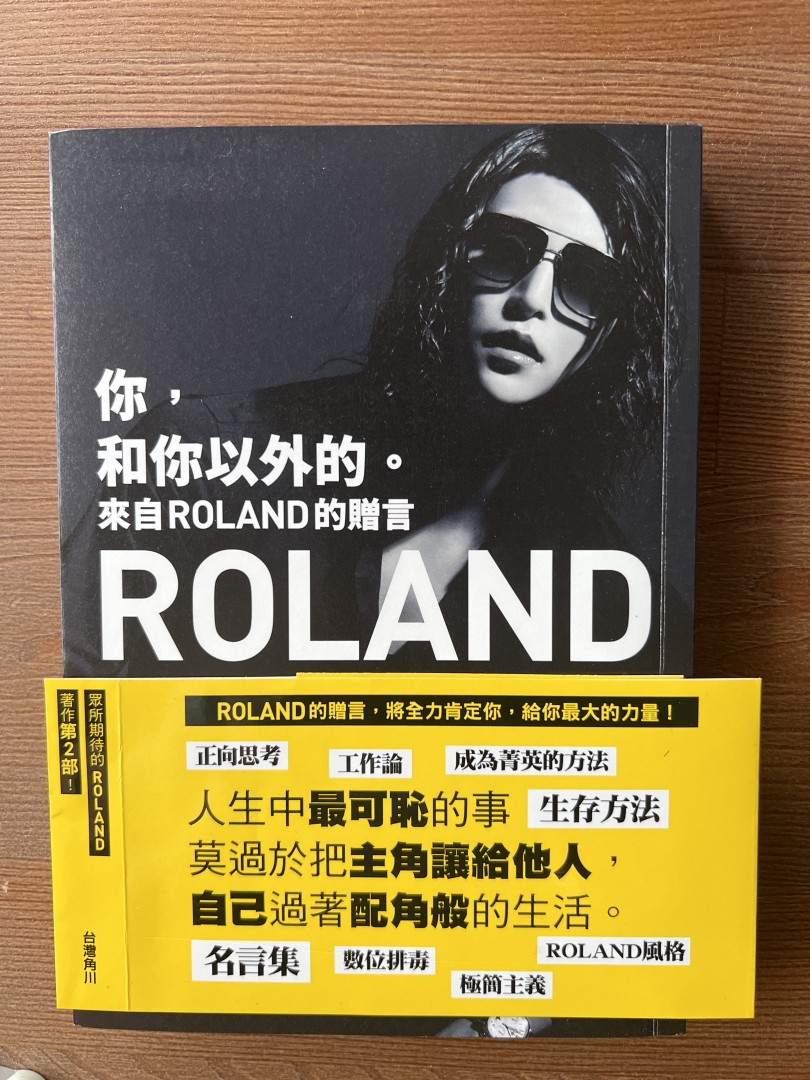 你，
和你以外的。
來自ROLAND的贈言
ROLAND
眾所期待的ROLAND
著作第2部！
台灣角川
ROLAND的贈言，將全力肯定你，給你最大的力量！
正向思考
工作論
成為菁英的方法
人生中最可恥的事
生存方法
莫過於把主角讓給他人，
自己過著配角般的生活。
名言集
數位排毒
ROLAND風格
極簡主義